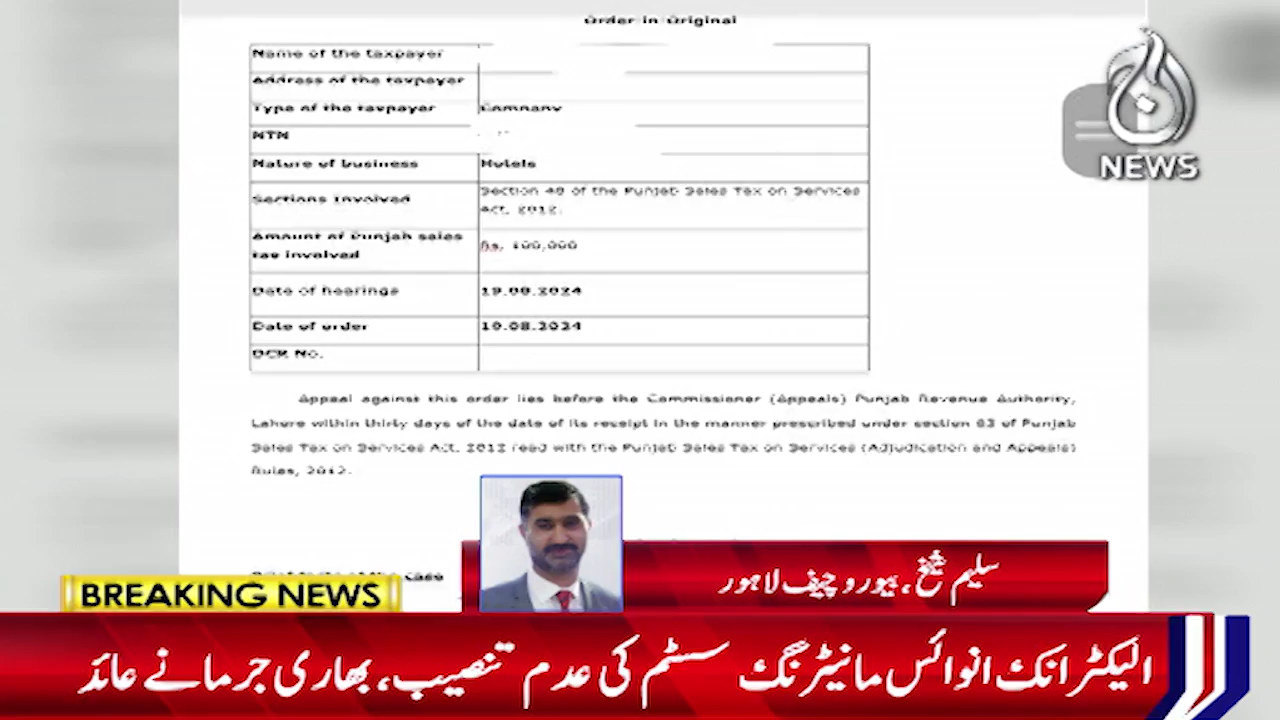 Order in Original
Name of the taxpayer
Address of the taxpayer
Type of the taxpayer Company
NTN
Nature of business Hotels
Sections Involved Section 48 of the Punjab Sales Tax on Services
Act, 2012.
Amount of Punjab sales
tax involved Rs. 100,000
Date of hearings 19.08.2024
Date of order 19.08.2024
DCR No.
Appeal against this order lies before the Commissioner (Appeals) Punjab Revenue Authority,
Lahore within thirty days of the date of its receipt in the manner prescribed under section 63 of Punjab
Sales Tax on Services Act, 2012 read with the Punjab Sales Tax on Services (Adjudication and Appeals)
Rules, 2012.
case
NEWS
سلیم شیخ، بیورو چیف لاہور
BREAKING NEWS
الیکٹرانک انوائس مانیٹرنگ سسٹم کی عدم تنصیب، بھاری جرمانے عائد